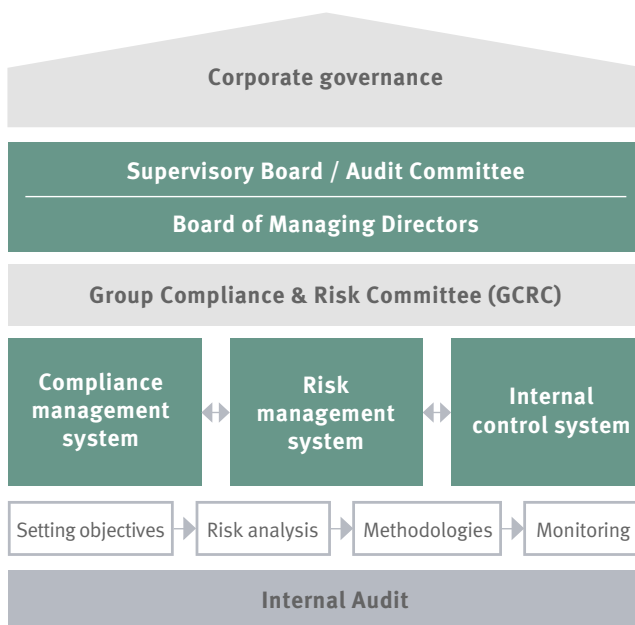 Corporate governance
Supervisory Board / Audit Committee
Board of Managing Directors
Group Compliance & Risk Committee (GCRC)
Compliance
management
system
Risk
management
system
Internal
control system
Setting objectives
Risk analysis
Methodologies
Monitoring
Internal Audit